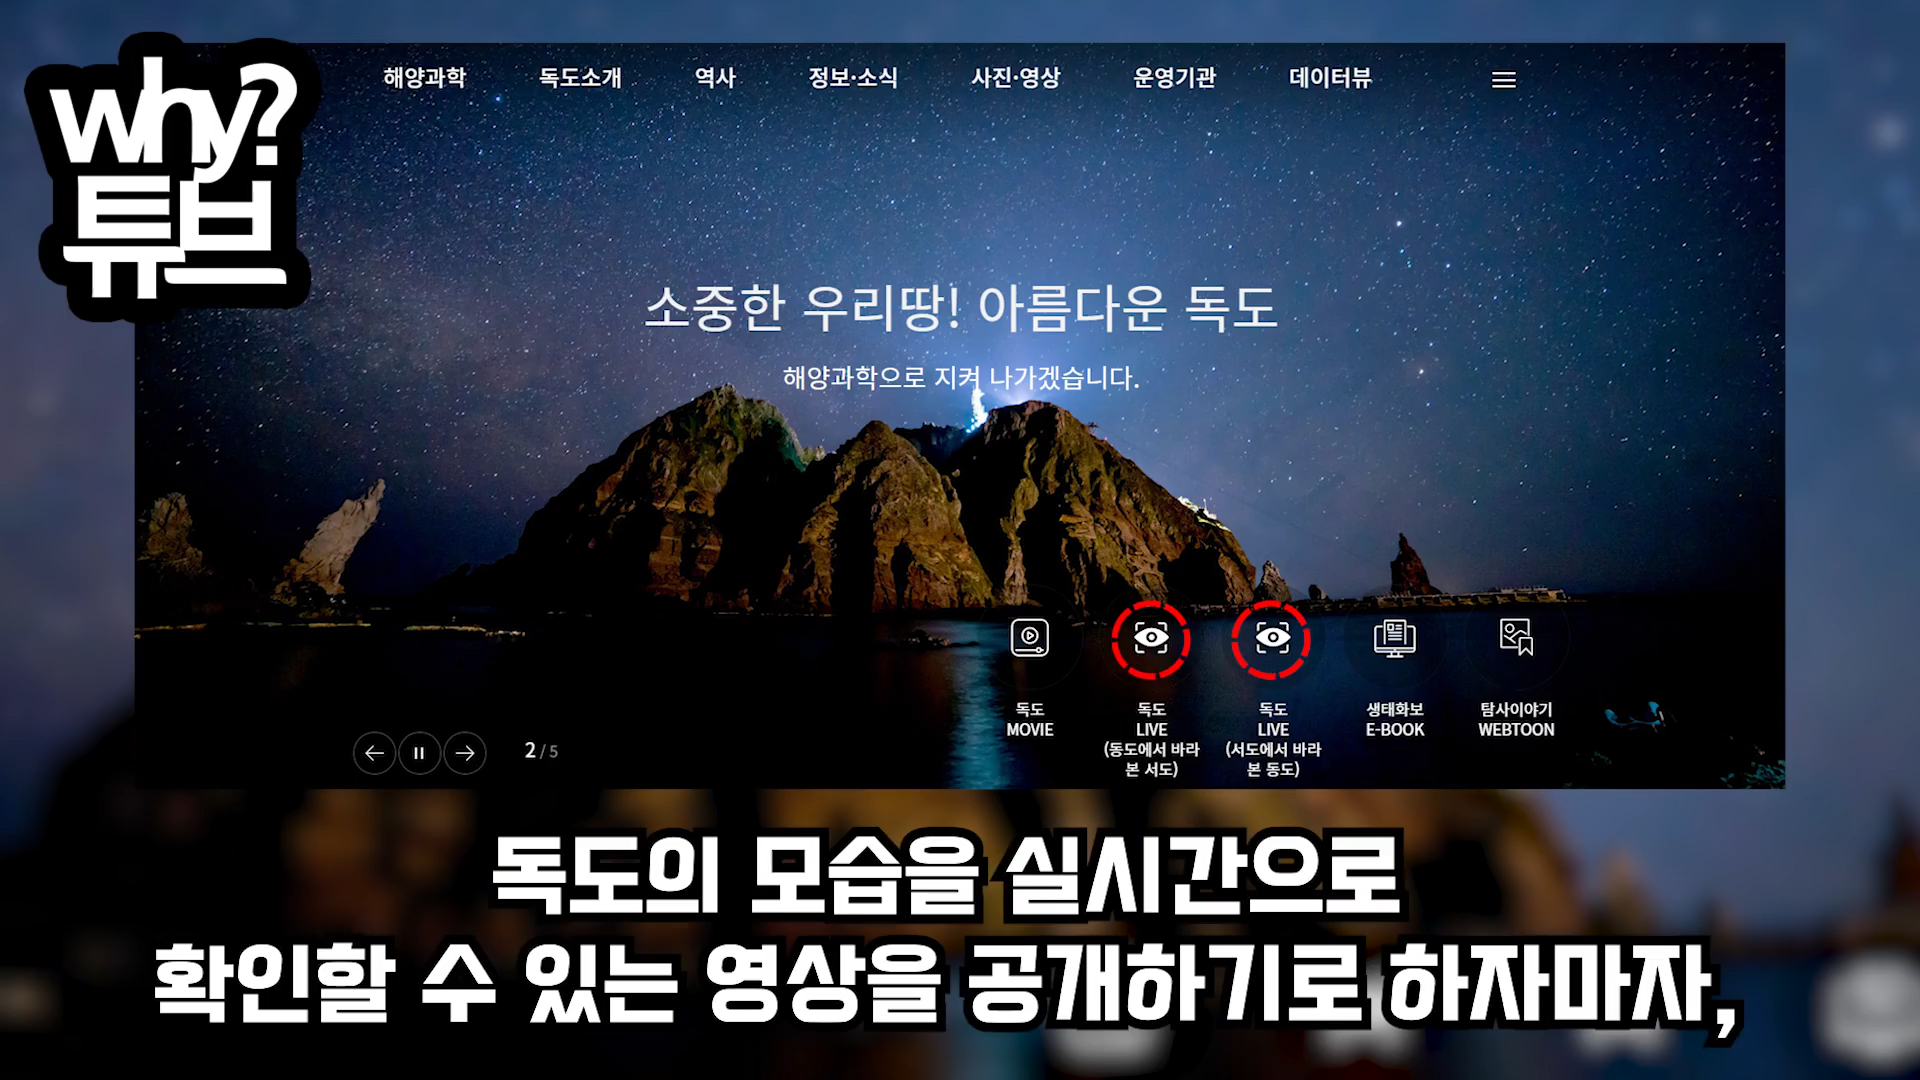 why?
튜브
해양과학 독도소개 역사 정보·소식 사진·영상 운영기관 데이터뷰
소중한 우리땅! 아름다운 독도
해양과학으로 지켜 나가겠습니다.
독도
MOVIE
독도
LIVE
(동도에서 바라
본 서도)
독도
LIVE
(서도에서 바라
본 동도)
생태화보
E-BOOK
탐사이야기
WEBTOON
2 / 5
독도의 모습을 실시간으로
확인할 수 있는 영상을 공개하기로 하자마자,